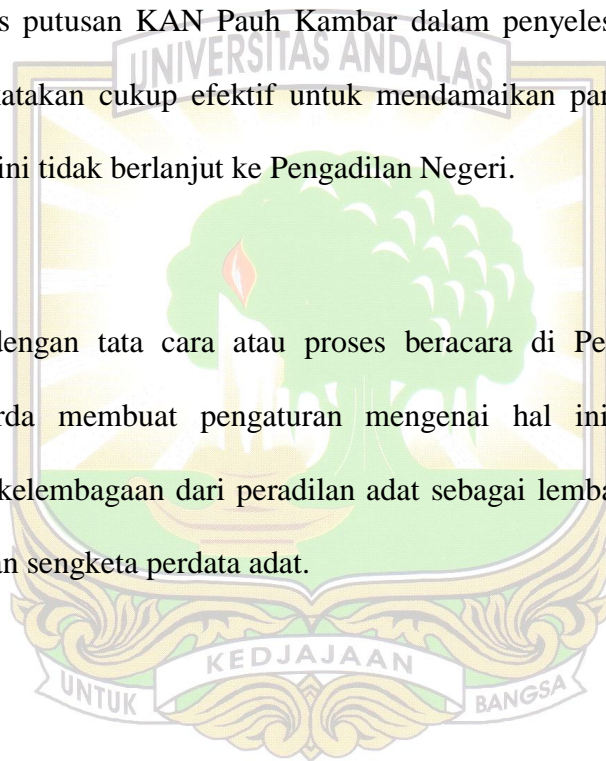 s putusan KAN Pauh Kambar dalam penyeles
UNIVERSITAS ANDALAS
katakan cukup efektif untuk mendamaikan par
ini tidak berlanjut ke Pengadilan Negeri.
dengan tata cara atau proses beracara di Pe
rda membuat pengaturan mengenai hal ini
kelembagaan dari peradilan adat sebagai lemba
an sengketa perdata adat.
KEDJAJAAN
UNTUK BANGSA